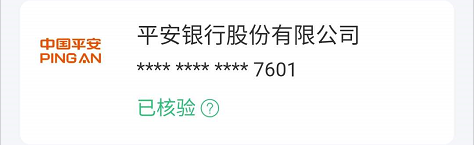 中国平安
PING AN
平安银行股份有限公司
**** **** **** 7601
已核验 ?